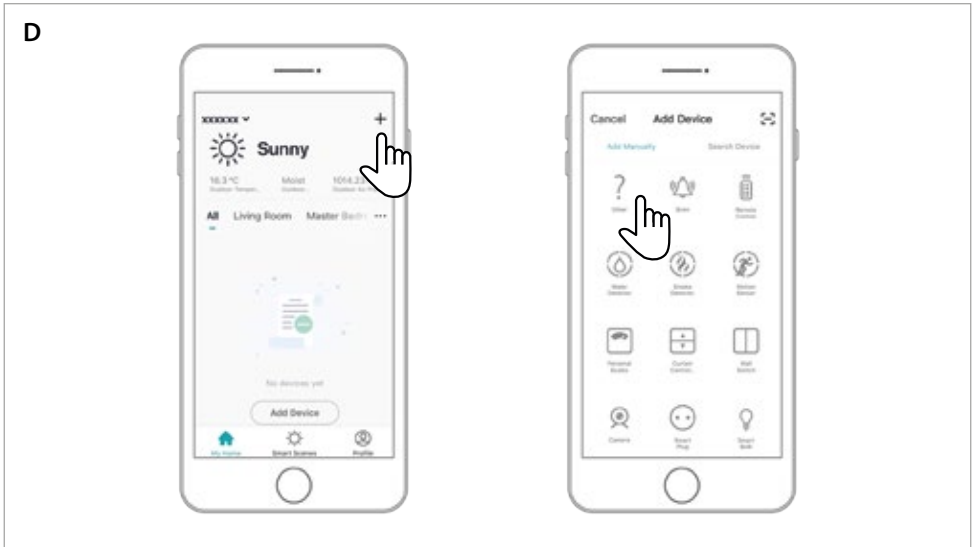 D
xxxxxx
Sunny
16.3 °C
Moist
All Living Room Master
No devices yet
Add Device
My Home Smart Scenes Profile
Cancel Add Device
Add Manually Search Device
Other
Siren
Remote Control
Water Detector
Smoke Detector
Motion Sensor
Personal Scales
Curtain
Wall Switch
Camera
Smart Plug
Smart Bulb